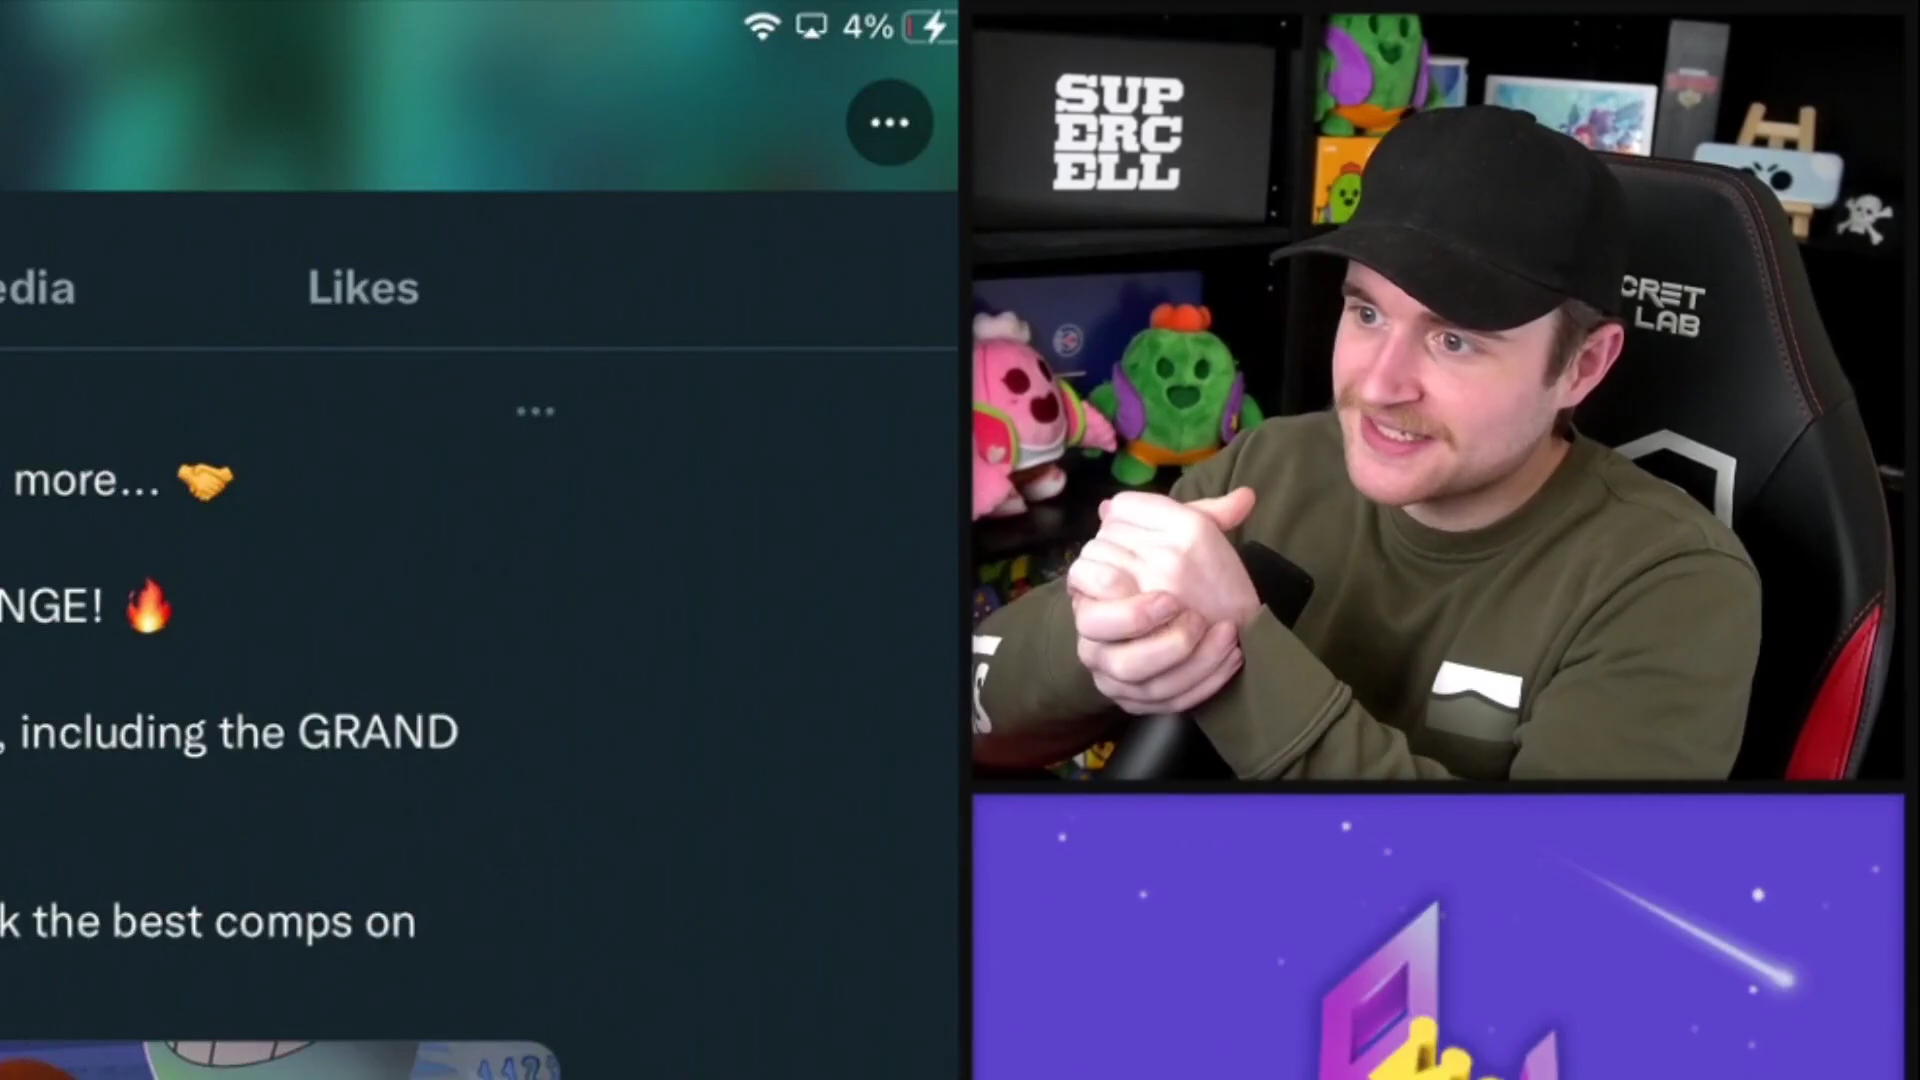 4%
SUP
ERC
ELL
edia
Likes
CRET
LAB
more...
NGE!
, including the GRAND
k the best comps on